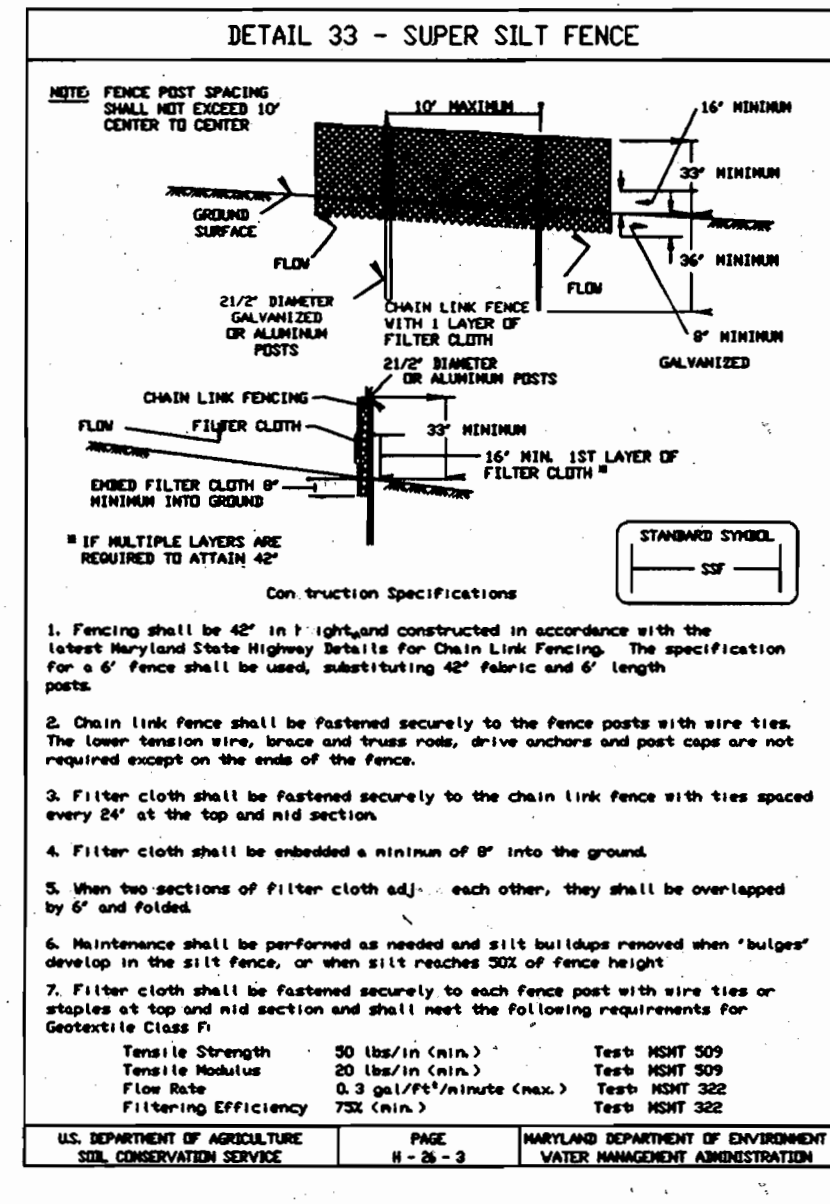 DETAIL 33 - SUPER SILT FENCE
NOTE: FENCE POST SPACING
SHALL NOT EXCEED 10'
CENTER TO CENTER
10' MAXIMUM
16" MINIMUM
33" MINIMUM
GROUND
SURFACE
36" MINIMUM
FLOW
FLOW
21/2" DIAMETER
GALVANIZED
OR ALUMINUM
POSTS
CHAIN LINK FENCE
WITH 1 LAYER OF
FILTER CLOTH
8" MINIMUM
GALVANIZED
21/2" DIAMETER
OR ALUMINUM POSTS
CHAIN LINK FENCING
FLOW
FILTER CLOTH
33" MINIMUM
16" MIN. 1ST LAYER OF
FILTER CLOTH *
EMBED FILTER CLOTH 8"
MINIMUM INTO GROUND
* IF MULTIPLE LAYERS ARE
REQUIRED TO ATTAIN 42"
STANDARD SYMBOL
SSF
Con truction Specifications
1. Fencing shall be 42" in ight and constructed in accordance with the
latest Maryland State Highway Details for Chain Link Fencing. The specification
for a 6' fence shall be used, substituting 42" fabric and 6' length
posts.
2. Chain link fence shall be fastened securely to the fence posts with wire ties.
The lower tension wire, brace and truss rods, drive anchors and post caps are not
required except on the ends of the fence.
3. Filter cloth shall be fastened securely to the chain link fence with ties spaced
every 24" at the top and mid section.
4. Filter cloth shall be embedded a minimum of 8" into the ground.
5. When two sections of filter cloth adj each other, they shall be overlapped
by 6" and folded.
6. Maintenance shall be performed as needed and silt buildups removed when "bulges"
develop in the silt fence, or when silt reaches 50% of fence height
7. Filter cloth shall be fastened securely to each fence post with wire ties or
staples at top and mid section and shall meet the following requirements for
Geotextile Class F:
Tensile Strength 50 lbs/in (min.) Test: MSMT 509
Tensile Modulus 20 lbs/in (min.) Test: MSMT 509
Flow Rate 0.3 gal/ft²/minute (max.) Test: MSMT 322
Filtering Efficiency 75% (min.) Test: MSMT 322
U.S. DEPARTMENT OF AGRICULTURE
SOIL CONSERVATION SERVICE
PAGE
H - 26 - 3
MARYLAND DEPARTMENT OF ENVIRONMENT
WATER MANAGEMENT ADMINISTRATION